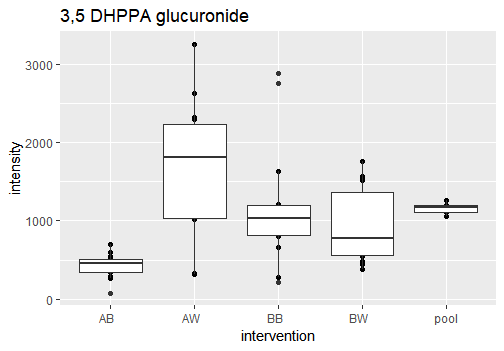 3,5 DHPPA glucuronide
intensity
3000
2000
1000
0
AB AW BB BW pool
intervention